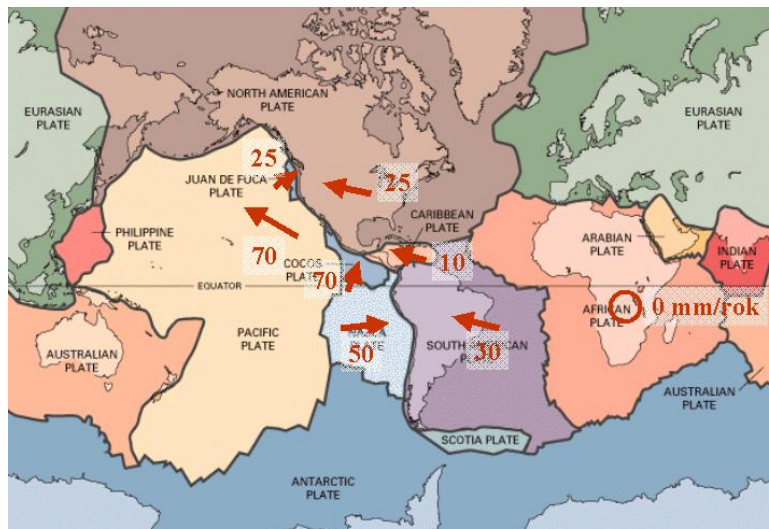 NORTH AMERICAN
PLATE
EURASIAN
PLATE
EURASIAN
PLATE
25
JUAN DE FUCA
PLATE
25
CARIBBEAN
PLATE
PHILIPPINE
PLATE
ARABIAN
PLATE
INDIAN
PLATE
70
COCOS
PLATE
70
10
EQUATOR
AFRICAN
PLATE
0 mm/rok
PACIFIC
PLATE
50
PLATE
SOUTH AMERICAN
30
AUSTRALIAN
PLATE
AUSTRALIAN
PLATE
SCOTIA PLATE
ANTARCTIC
PLATE